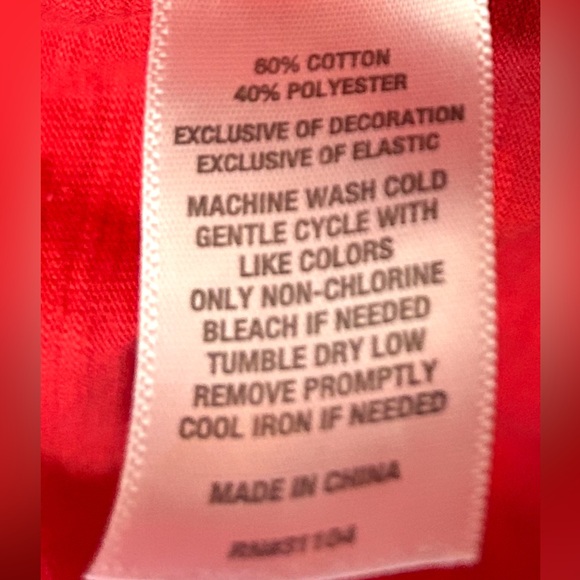 60% COTTON
40% POLYESTER
EXCLUSIVE OF DECORATION
EXCLUSIVE OF ELASTIC
MACHINE WASH COLD
GENTLE CYCLE WITH
LIKE COLORS
ONLY NON-CHLORINE
BLEACH IF NEEDED
TUMBLE DRY LOW
REMOVE PROMPTLY
COOL IRON IF NEEDED
MADE IN CHINA